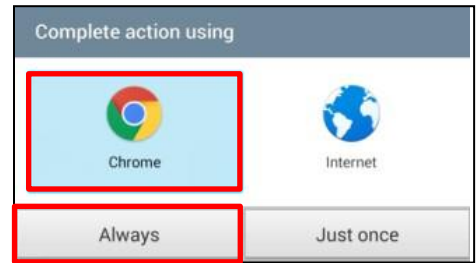 Complete action using
Chrome
Internet
Always
Just once